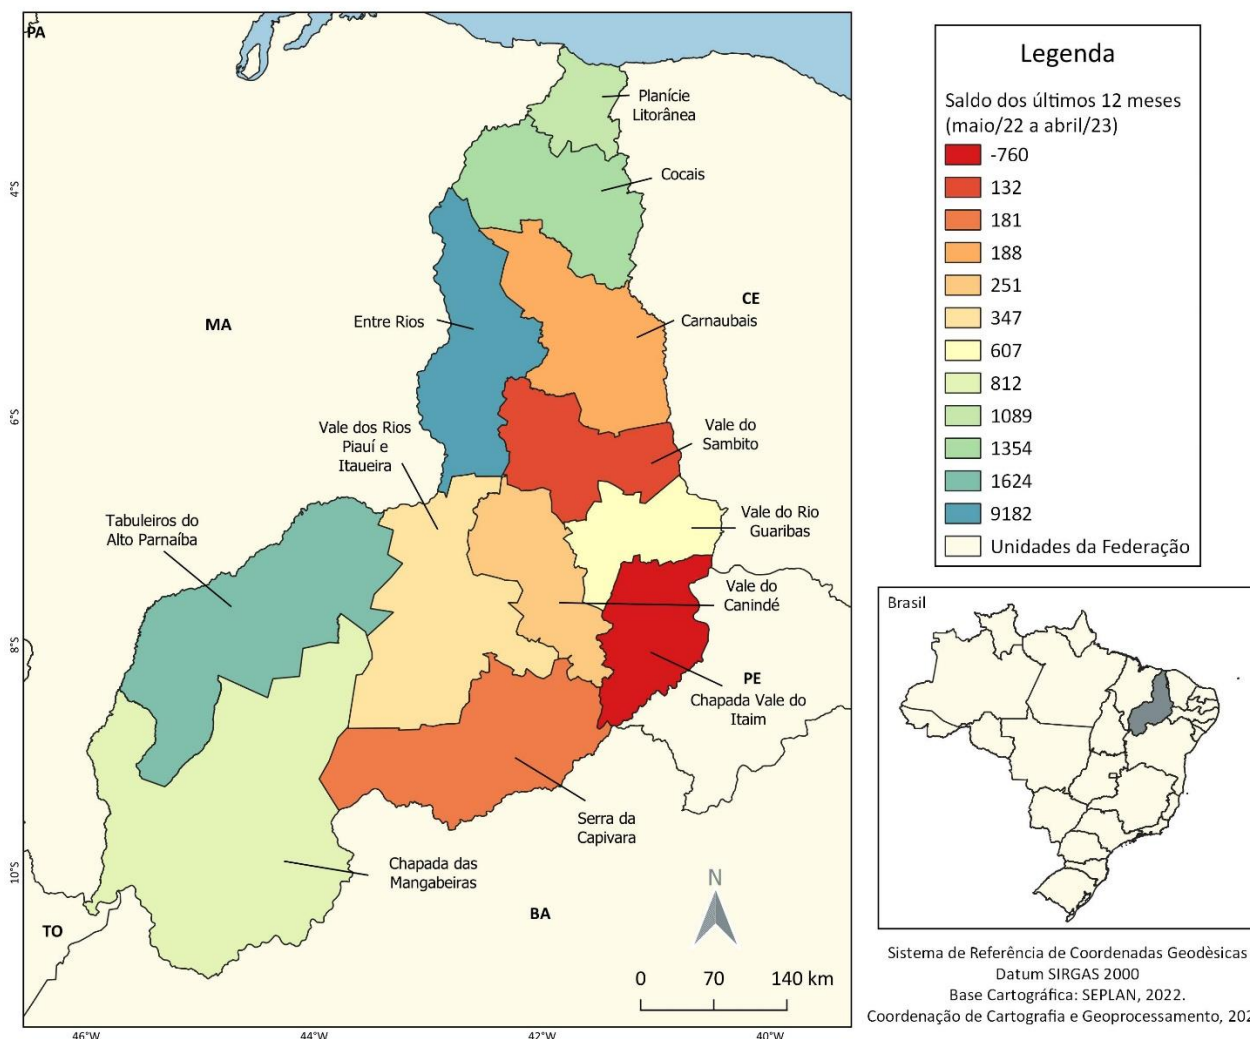 PA
Planície
Litorânea
Cocais
4°S
CE
MA
Entre Rios
Carnaubais
6°S
Vale dos Rios
Piauí e
Itaueira
Vale do
Sambito
Vale do Rio
Guaribas
Tabuleiros do
Alto Parnaíba
Vale do
Canindé
8°S
PE
Chapada Vale do
Itaim
Serra da
Capivara
Chapada das
Mangabeiras
10°S
TO
BA
N
0 70 140 km
46°W 44°W 42°W 40°W
Legenda
Saldo dos últimos 12 meses
(maio/22 a abril/23)
-760
132
181
188
251
347
607
812
1089
1354
1624
9182
Unidades da Federação
Brasil
Sistema de Referência de Coordenadas Geodèsicas
Datum SIRGAS 2000
Base Cartográfica: SEPLAN, 2022.
Coordenação de Cartografia e Geoprocessamento,